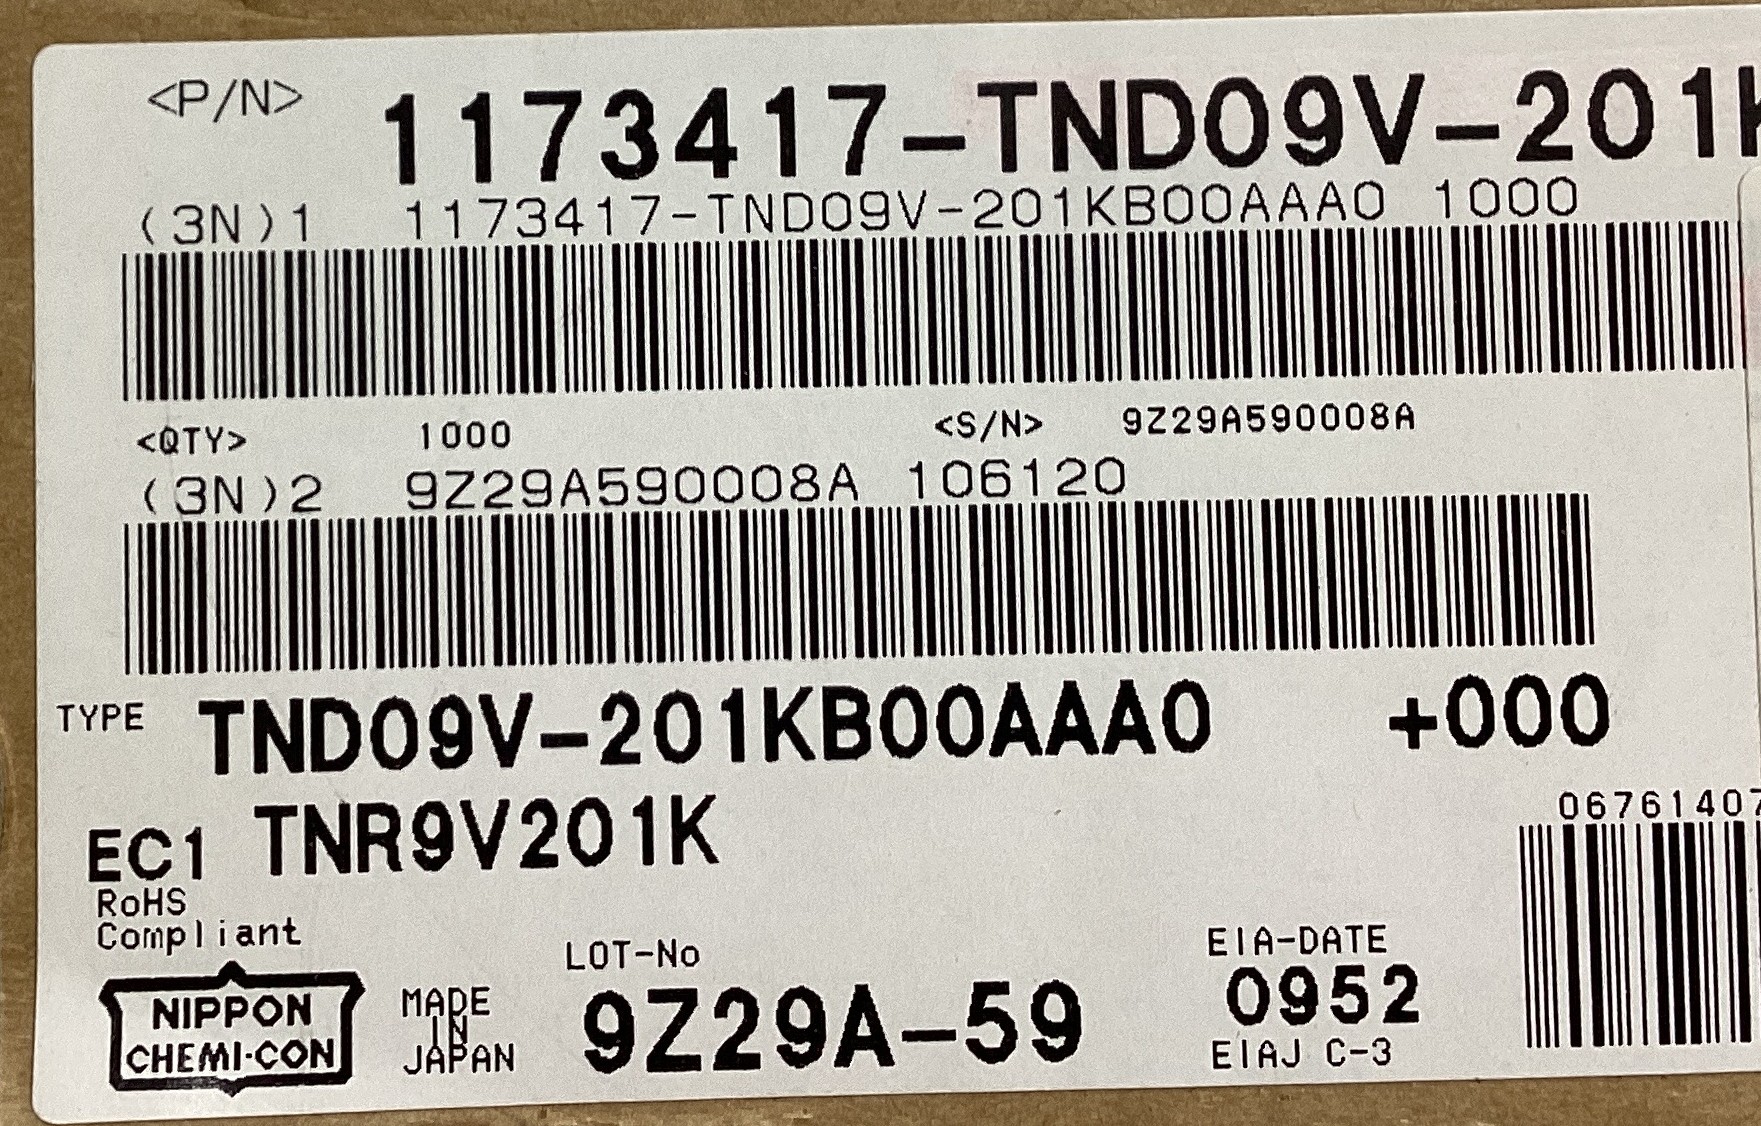 <P/N> 1173417-TND09V-201K
(3N)1 1173417-TND09V-201KB00AAA0 1000
<QTY> 1000 <S/N> 9Z29A590008A
(3N)2 9Z29A590008A 106120
TYPE TND09V-201KB00AAA0 +000
06761407
EC1 TNR9V201K
RoHS
Compliant
LOT-No
EIA-DATE
NIPPON
CHEMI-CON
MADE
IN
JAPAN
9Z29A-59
0952
EIAJ C-3